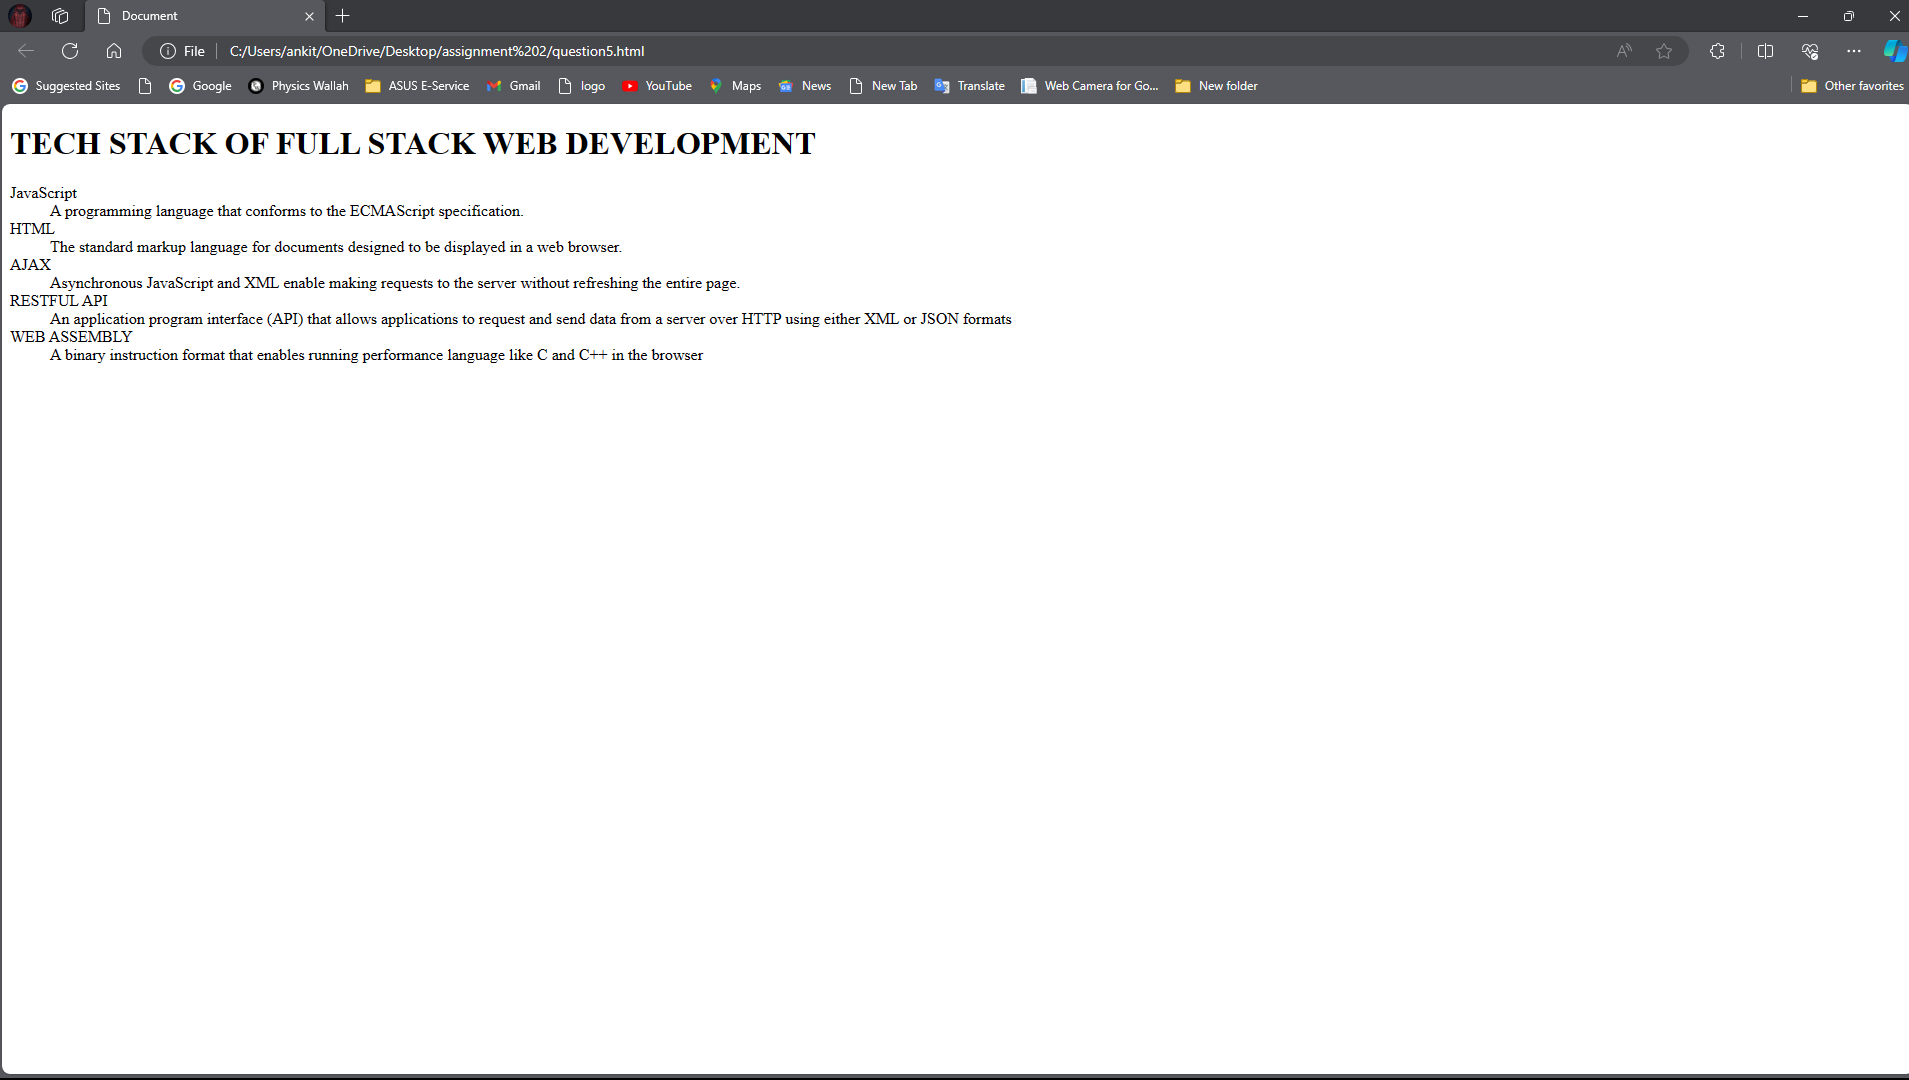 Document
File C:/Users/ankit/OneDrive/Desktop/assignment%202/question5.html
Suggested Sites Google Physics Wallah ASUS E-Service Gmail logo YouTube Maps News New Tab Translate Web Camera for Go... New folder Other favorites
TECH STACK OF FULL STACK WEB DEVELOPMENT
JavaScript
A programming language that conforms to the ECMAScript specification.
HTML
The standard markup language for documents designed to be displayed in a web browser.
AJAX
Asynchronous JavaScript and XML enable making requests to the server without refreshing the entire page.
RESTFUL API
An application program interface (API) that allows applications to request and send data from a server over HTTP using either XML or JSON formats
WEB ASSEMBLY
A binary instruction format that enables running performance language like C and C++ in the browser